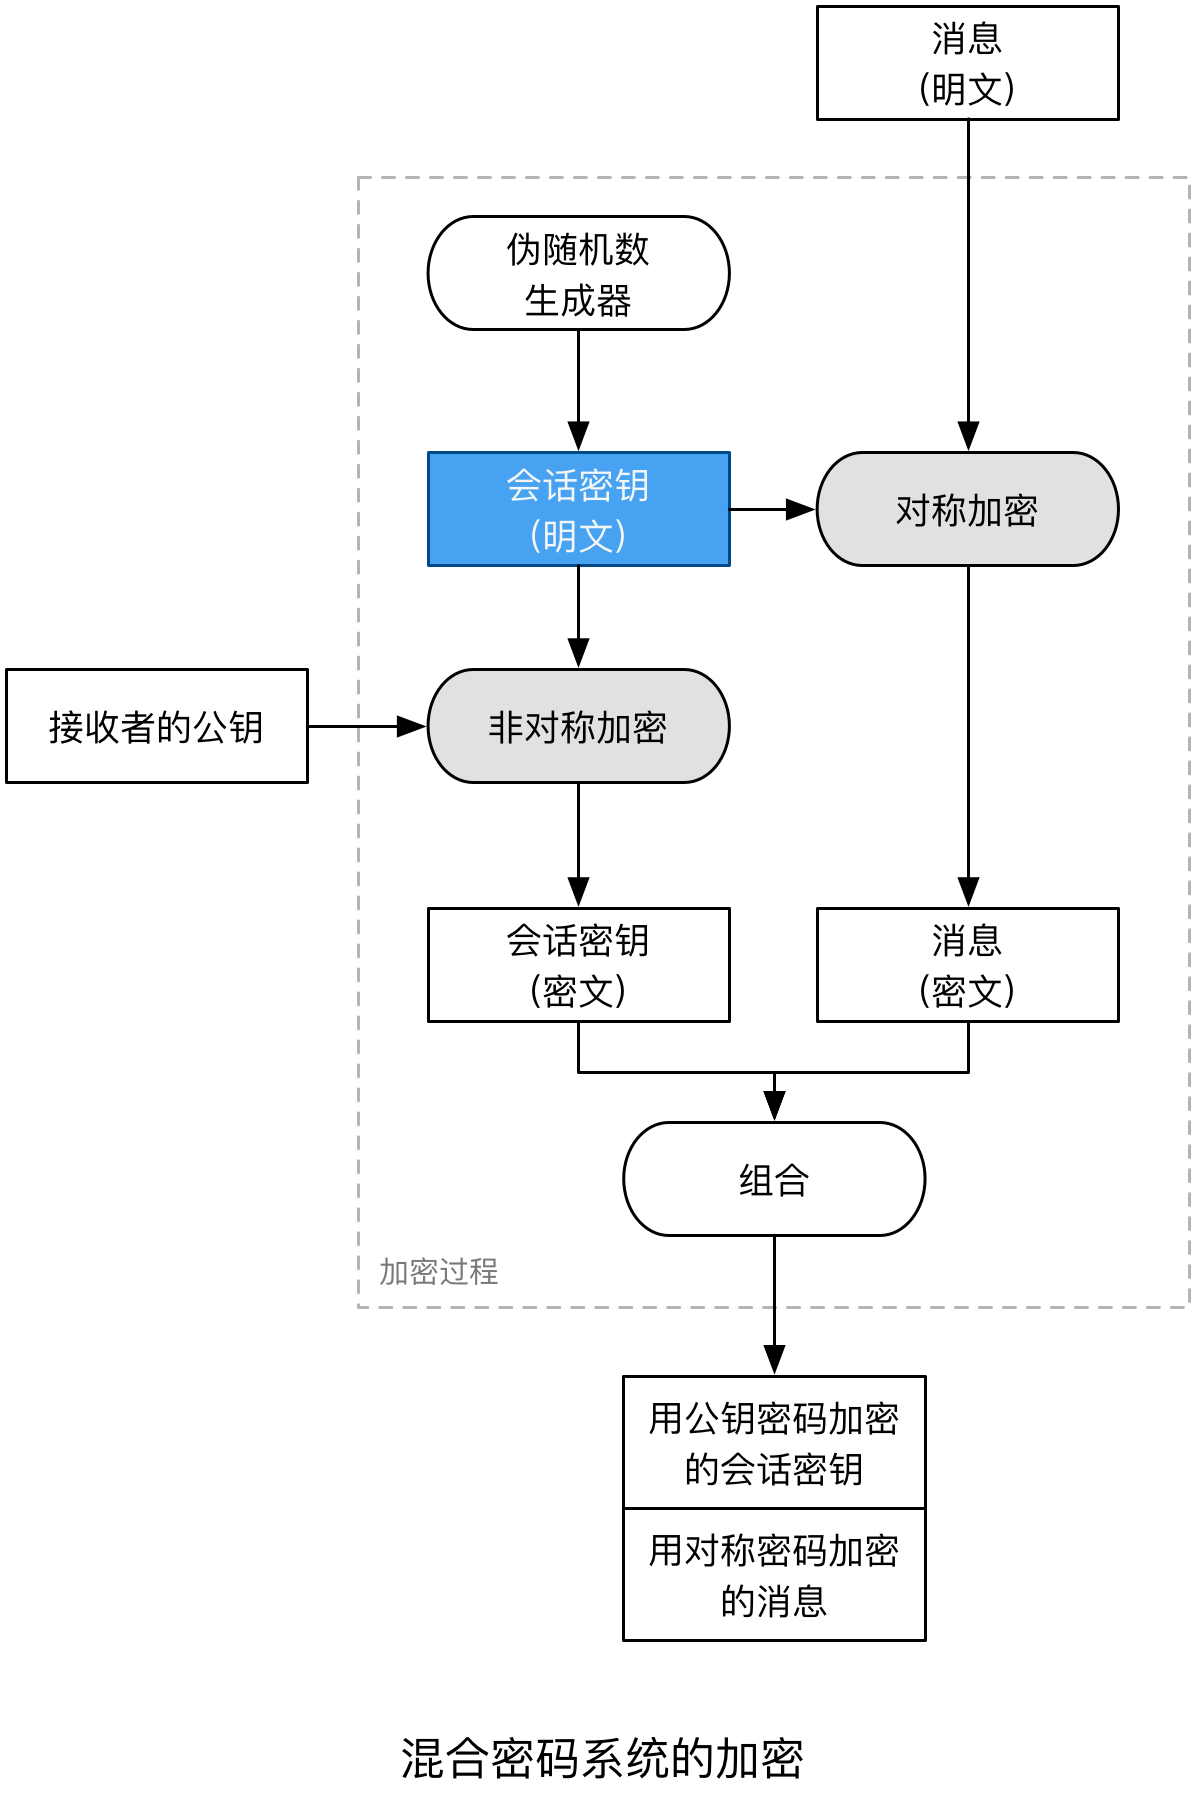 消息
(明文)
伪随机数
生成器
会话密钥
(明文)
对称加密
接收者的公钥
非对称加密
会话密钥
(密文)
消息
(密文)
组合
加密过程
用公钥密码加密
的会话密钥
用对称密码加密
的消息
混合密码系统的加密